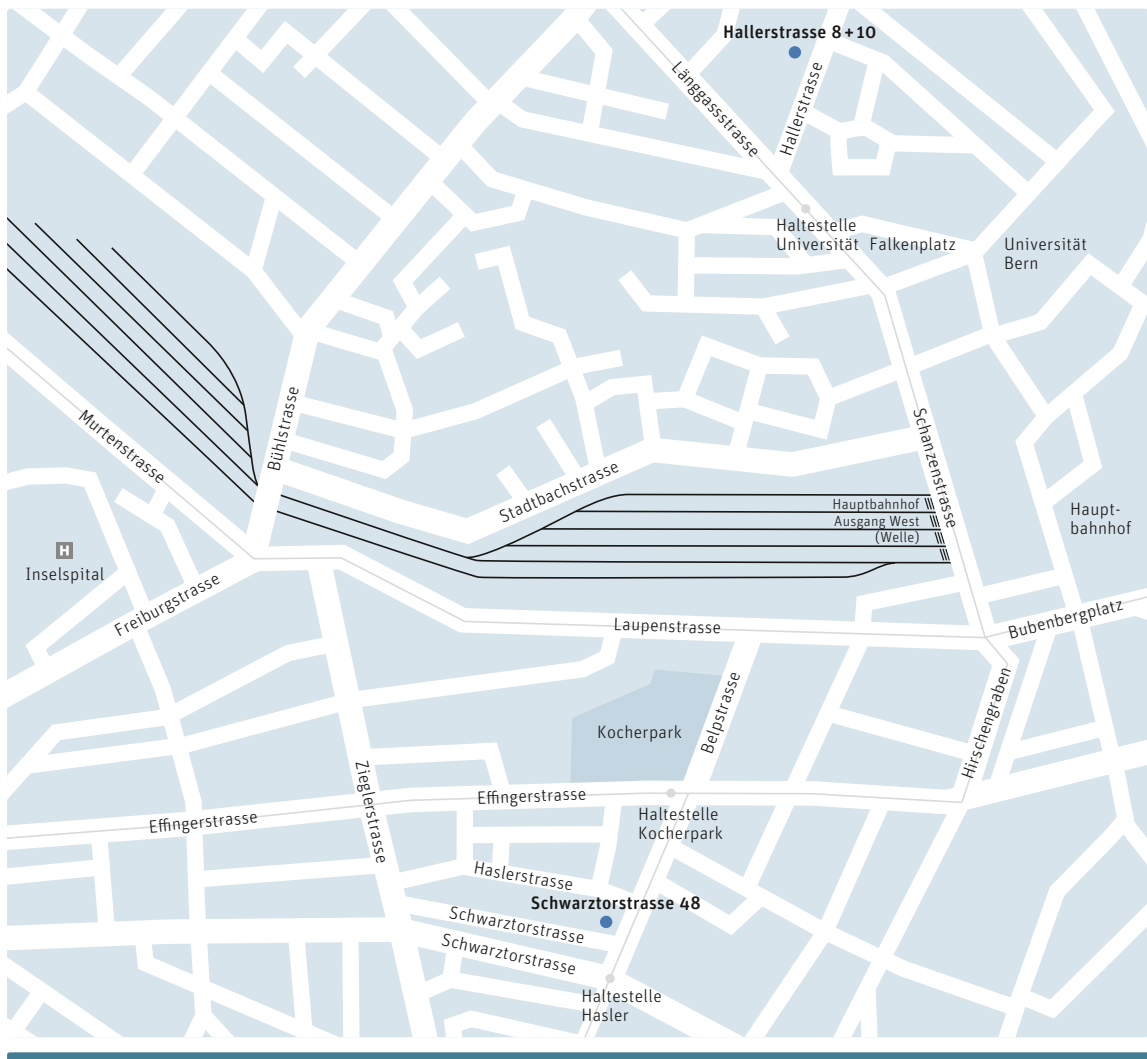 Hallerstrasse 8+10
Länggassstrasse
Hallerstrasse
Haltestelle
Universität
Falkenplatz
Universität
Bern
Murtenstrasse
Bühlstrasse
Stadtbachstrasse
Schanzenstrasse
Hauptbahnhof
Ausgang West
(Welle)
Haupt-
bahnhof
H
Inselspital
Freiburgstrasse
Laupenstrasse
Bubenbergplatz
Kocherpark
Belpstrasse
Hirschengraben
Zieglerstrasse
Effingerstrasse
Effingerstrasse
Haltestelle
Kocherpark
Haslerstrasse
Schwarztorstrasse 48
Schwarztorstrasse
Schwarztorstrasse
Haltestelle
Hasler